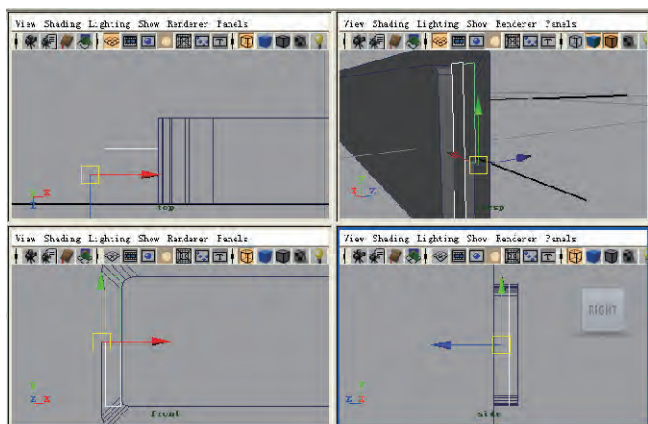 View Shading Lighting Show Renderer Panels
View Shading Lighting Show Renderer Panels
top
persp
View Shading Lighting Show Renderer Panels
View Shading Lighting Show Renderer Panels
RIGHT
front
side